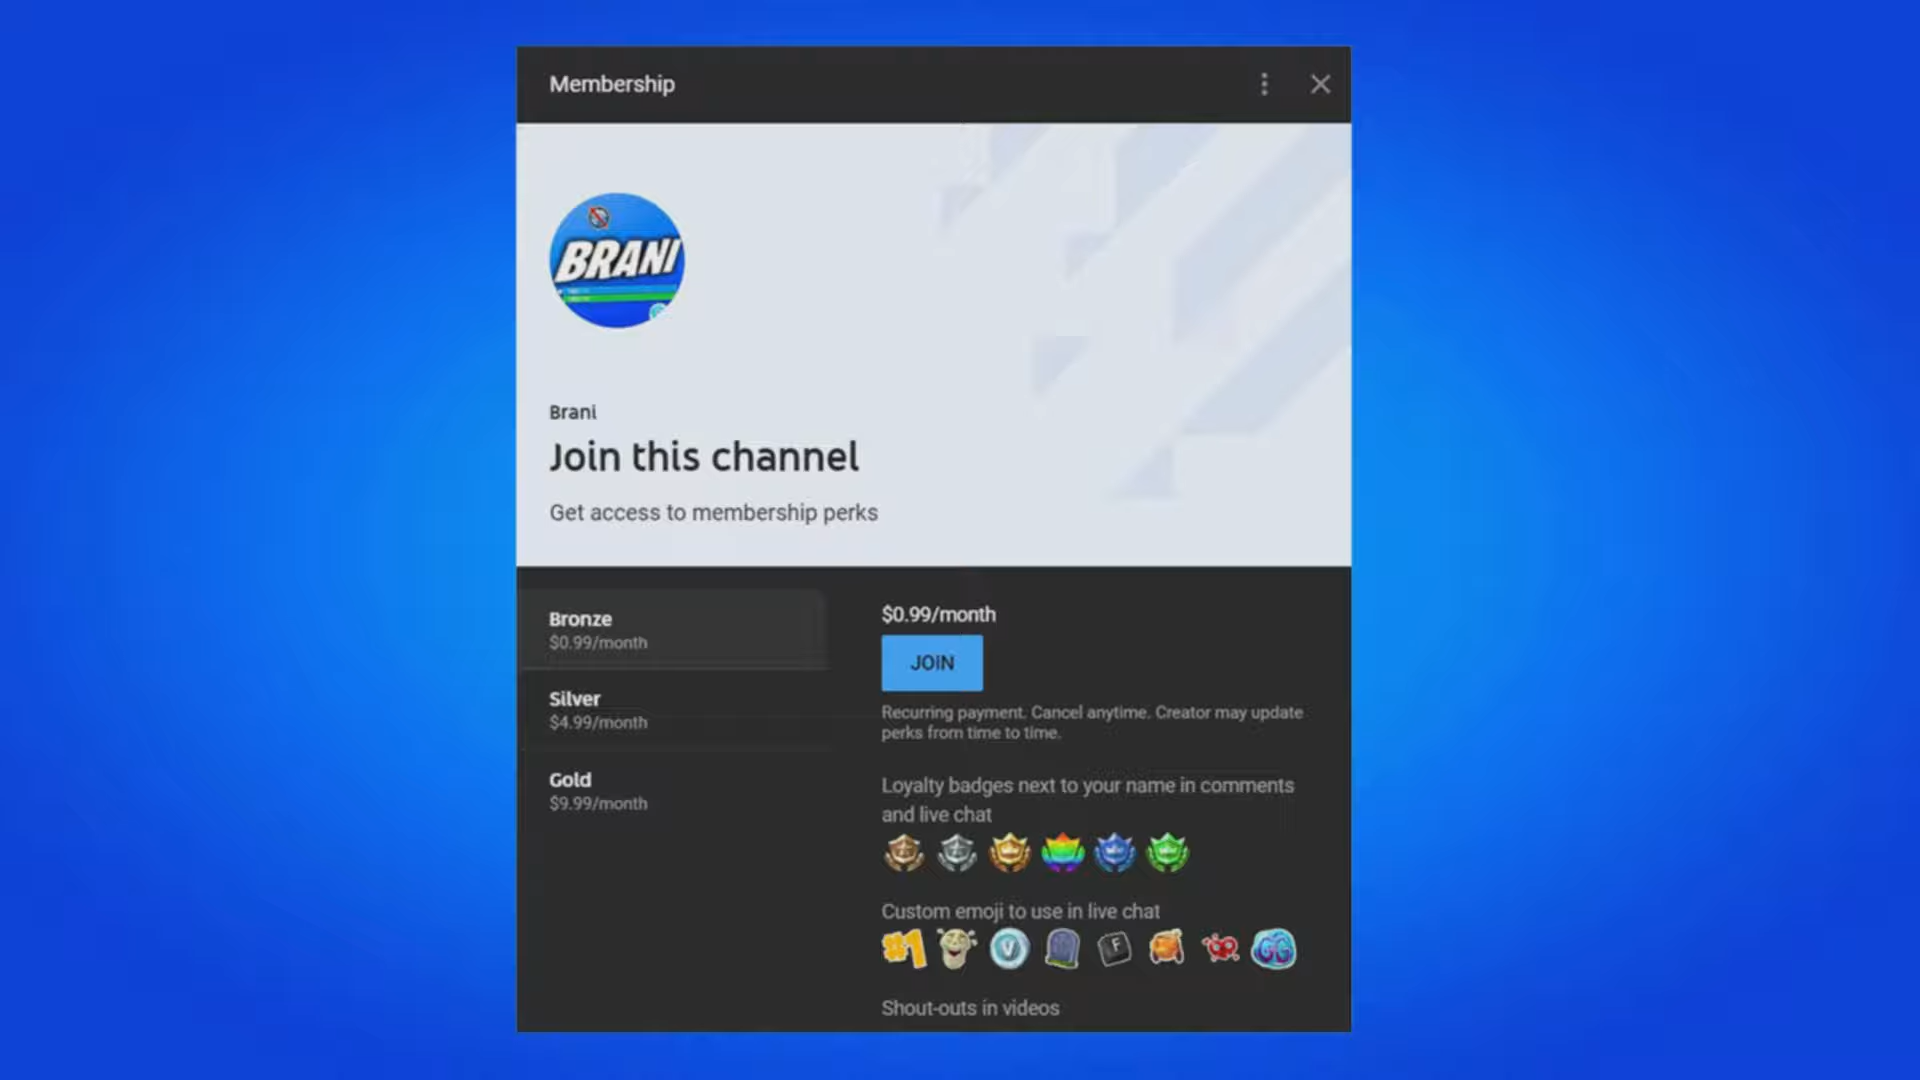 Membership
BRANI
Brani
Join this channel
Get access to membership perks
Bronze
$0.99/month
Silver
$4.99/month
Gold
$9.99/month
$0.99/month
JOIN
Recurring payment. Cancel anytime. Creator may update
perks from time to time.
Loyalty badges next to your name in comments
and live chat
Custom emoji to use in live chat
#1
V
F
GG
Shout-outs in videos